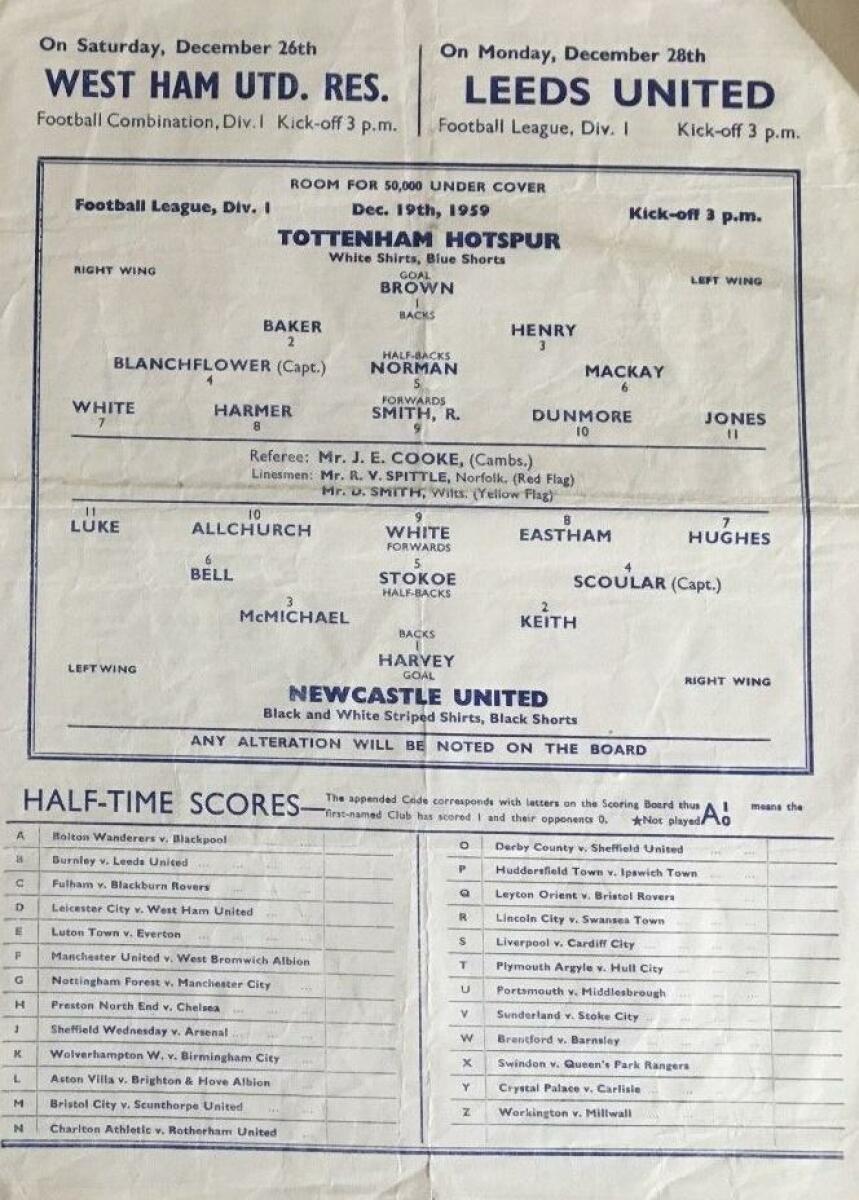 On Saturday, December 26th
WEST HAM UTD. RES.
Football Combination, Div. I Kick-off 3 p.m.
On Monday, December 28th
LEEDS UNITED
Football League, Div. I Kick-off 3 p.m.
ROOM FOR 50,000 UNDER COVER
Football League, Div. I Dec. 19th, 1959 Kick-off 3 p.m.
TOTTENHAM HOTSPUR
White Shirts, Blue Shorts
RIGHT WING GOAL LEFT WING
BROWN
1
BACKS
BAKER HENRY
2 3
HALF-BACKS
BLANCHFLOWER (Capt.) NORMAN MACKAY
4 5 6
FORWARDS
WHITE HARMER SMITH, R. DUNMORE JONES
7 8 9 10 11
Referee: Mr. J. E. COOKE, (Cambs.)
Linesmen: Mr. R. V. SPITTLE, Norfolk. (Red Flag)
Mr. D. SMITH, Wilts. (Yellow Flag)
11 10 9 8 7
LUKE ALLCHURCH WHITE EASTHAM HUGHES
FORWARDS
6 5 4
BELL STOKOE SCOULAR (Capt.)
HALF-BACKS
3 2
McMICHAEL KEITH
BACKS
1
HARVEY
LEFT WING GOAL RIGHT WING
NEWCASTLE UNITED
Black and White Striped Shirts, Black Shorts
ANY ALTERATION WILL BE NOTED ON THE BOARD
HALF-TIME SCORES—The appended Code corresponds with letters on the Scoring Board thus A 1 0 means the
first-named Club has scored 1 and their opponents 0. ★Not played
A Bolton Wanderers v. Blackpool
B Burnley v. Leeds United
C Fulham v. Blackburn Rovers
D Leicester City v. West Ham United
E Luton Town v. Everton
F Manchester United v. West Bromwich Albion
G Nottingham Forest v. Manchester City
H Preston North End v. Chelsea
J Sheffield Wednesday v. Arsenal
K Wolverhampton W. v. Birmingham City
L Aston Villa v. Brighton & Hove Albion
M Bristol City v. Scunthorpe United
N Charlton Athletic v. Rotherham United
O Derby County v. Sheffield United
P Huddersfield Town v. Ipswich Town
Q Leyton Orient v. Bristol Rovers
R Lincoln City v. Swansea Town
S Liverpool v. Cardiff City
T Plymouth Argyle v. Hull City
U Portsmouth v. Middlesbrough
V Sunderland v. Stoke City
W Brentford v. Barnsley
X Swindon v. Queen's Park Rangers
Y Crystal Palace v. Carlisle
Z Workington v. Millwall